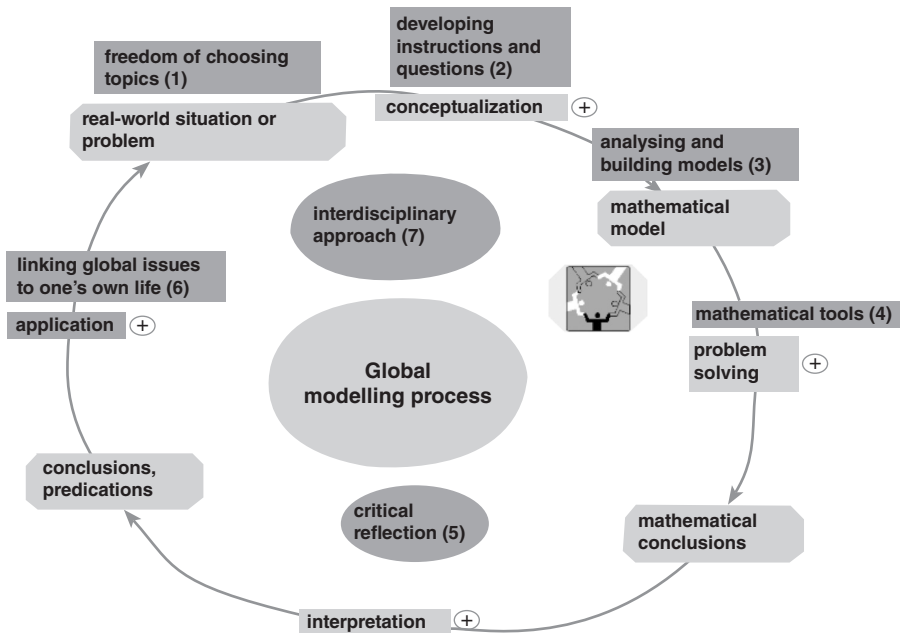 freedom of choosing
topics (1)
developing
instructions and
questions (2)
real-world situation or
problem
conceptualization +
analysing and
building models (3)
mathematical
model
interdisciplinary
approach (7)
linking global issues
to one’s own life (6)
application +
mathematical tools (4)
problem
solving +
Global
modelling process
conclusions,
predications
critical
reflection (5)
mathematical
conclusions
interpretation +